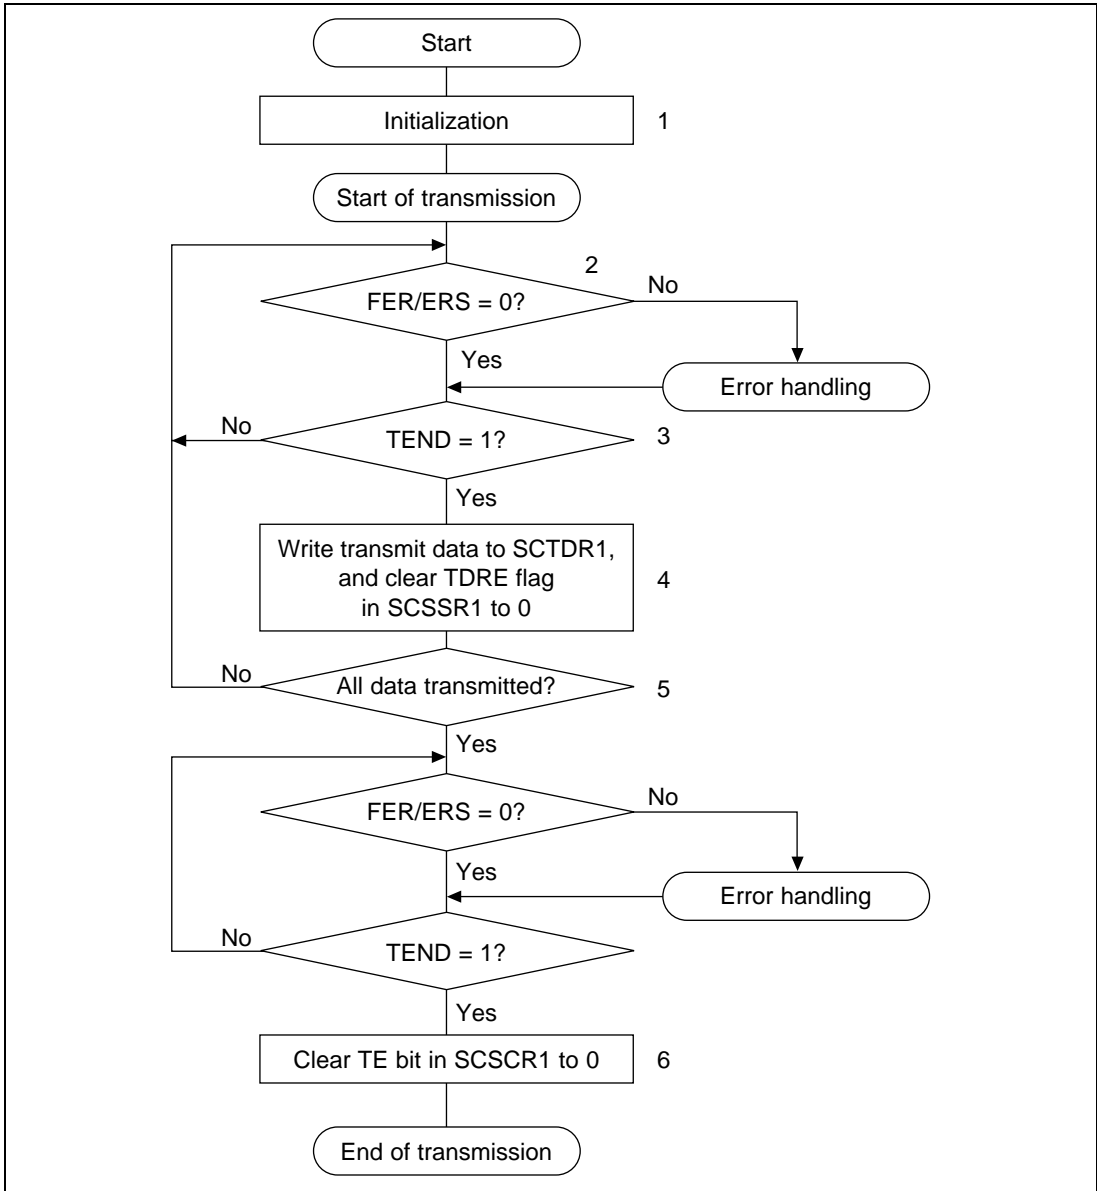 Start
Initialization
1
Start of transmission
2
FER/ERS = 0?
No
Yes
Error handling
No
TEND = 1?
3
Yes
Write transmit data to SCTDR1,
and clear TDRE flag
in SCSSR1 to 0
4
No
All data transmitted?
5
Yes
FER/ERS = 0?
No
Yes
Error handling
No
TEND = 1?
Yes
Clear TE bit in SCSCR1 to 0
6
End of transmission